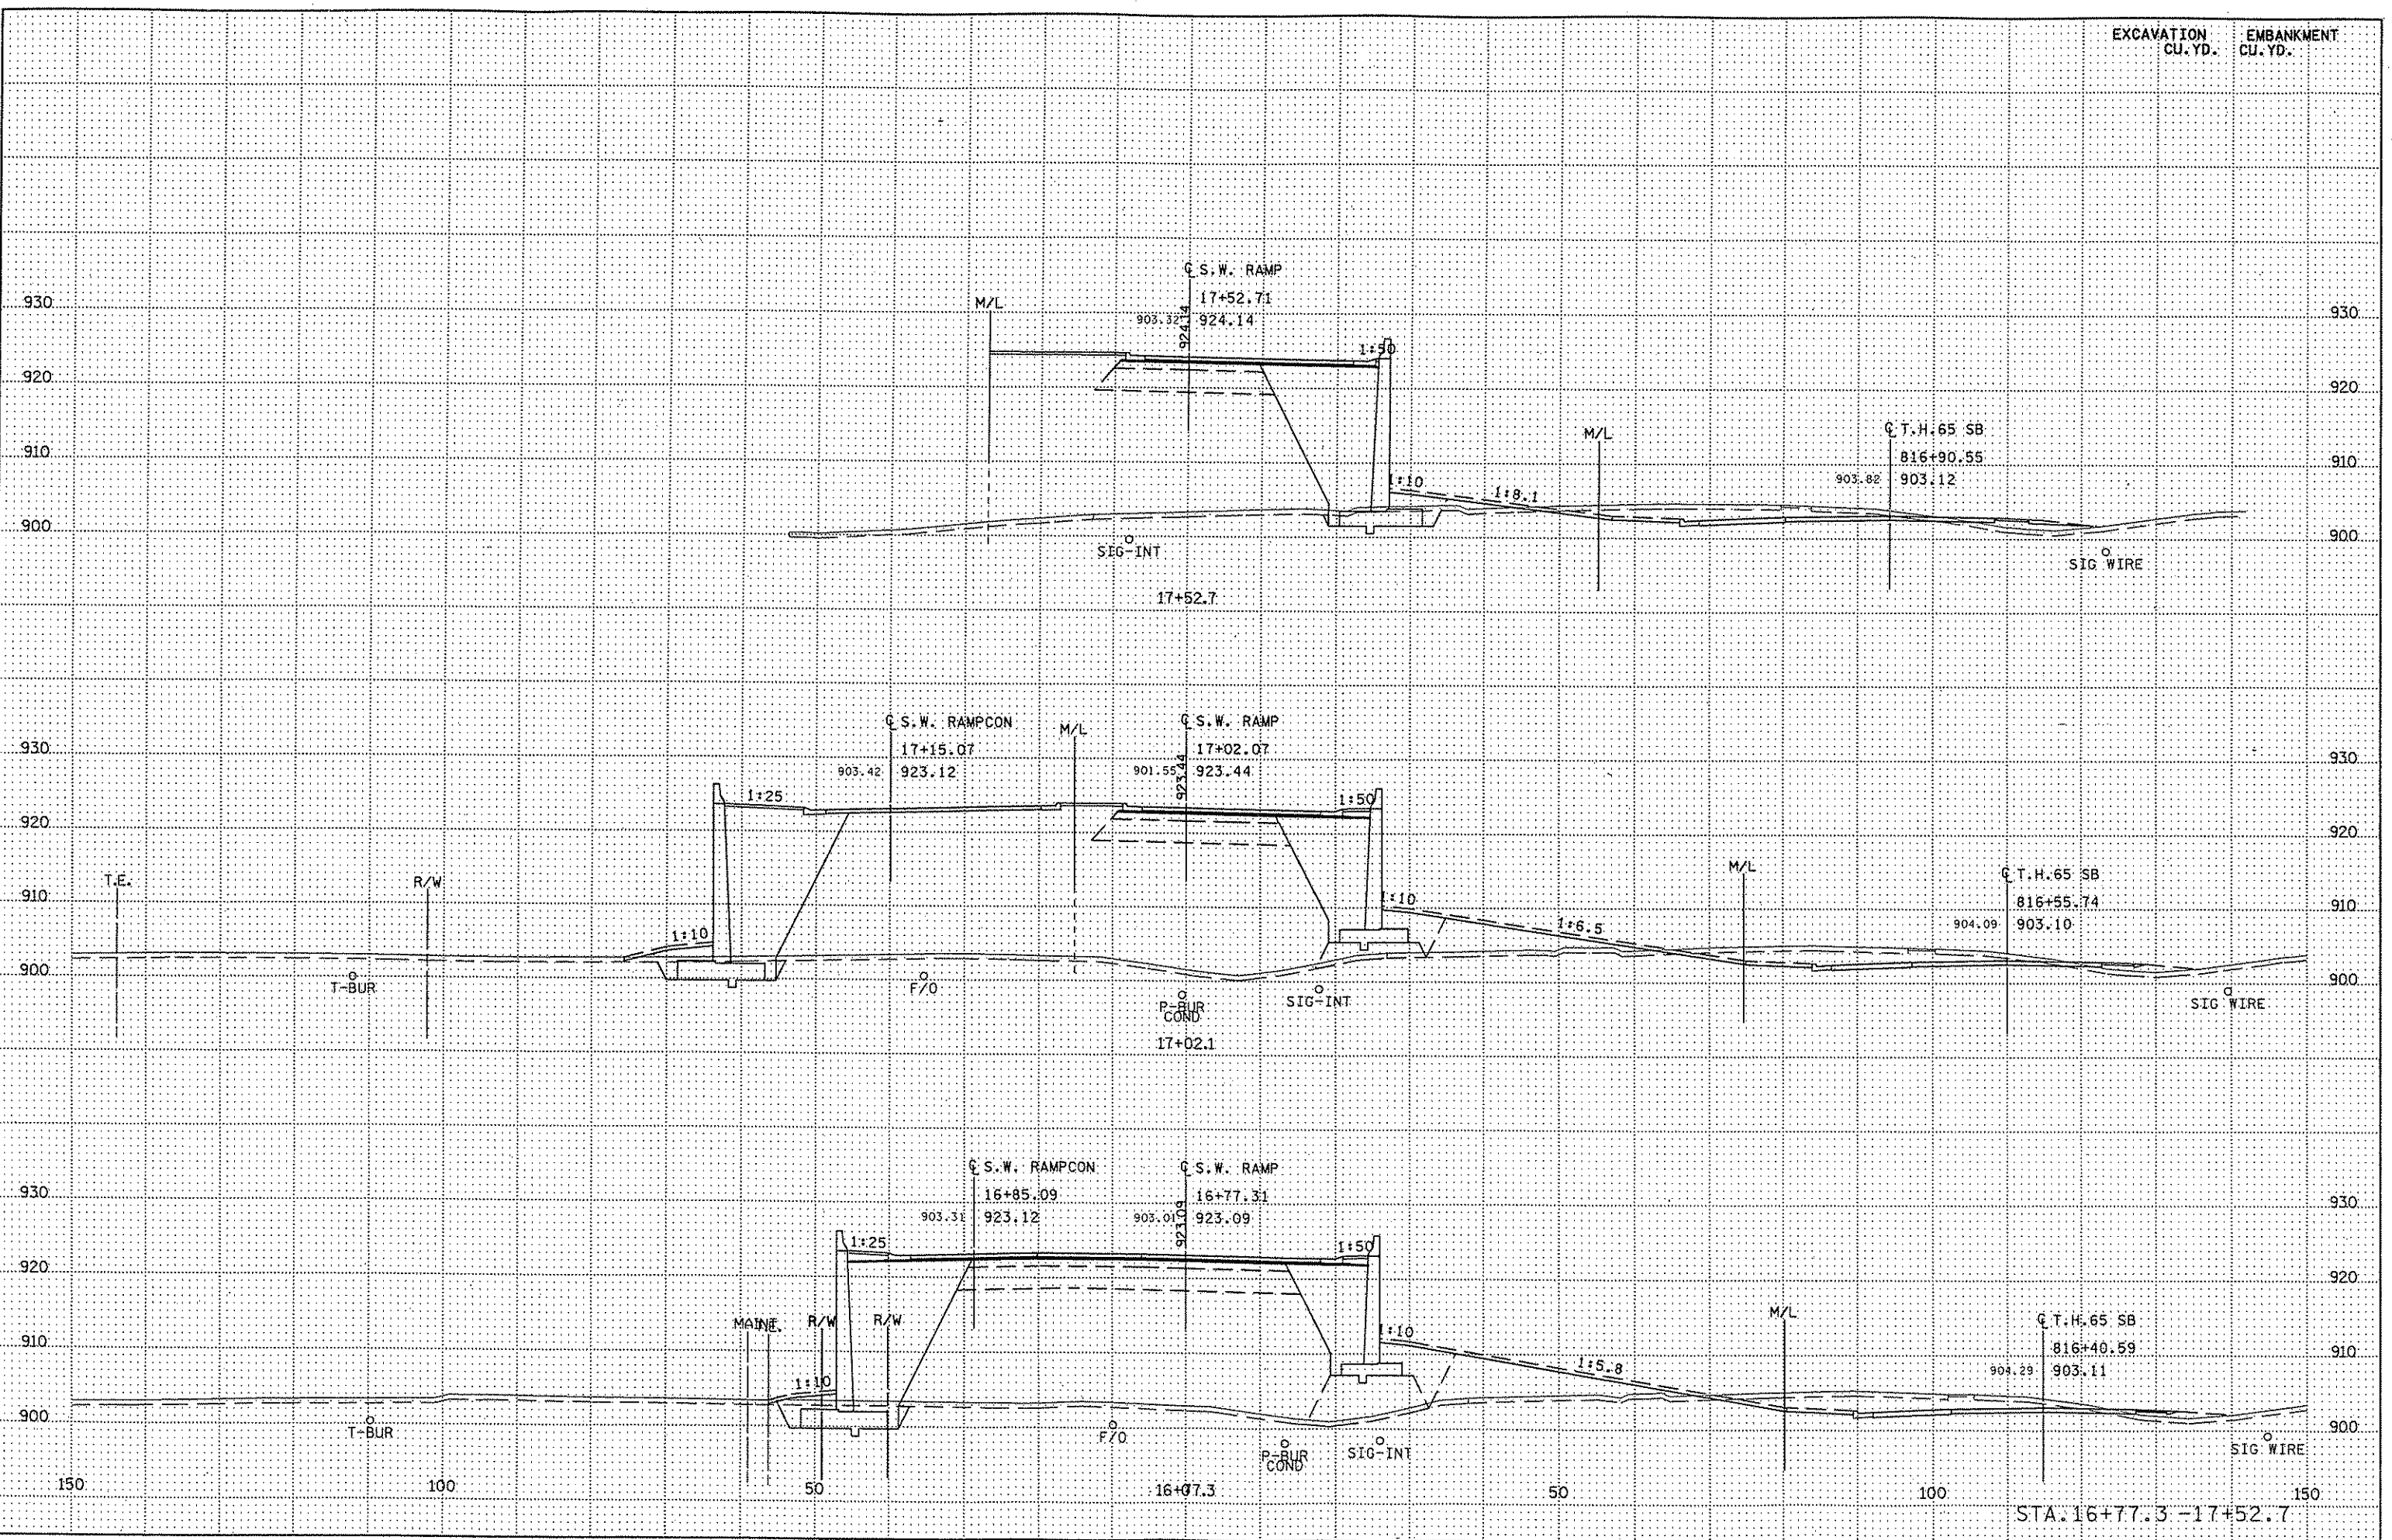 EXCAVATION EMBANKMENT
CU.YD. CU.YD.
℄ S.W. RAMP
17+52.71
903.32 924.14 924.14
M/L
930 930
1:50
920 920
M/L
℄ T.H.65 SB
816+90.55
903.82 903.12
910 910
1:10 1:8.1
900 900
SIG-INT
SIG WIRE
17+52.7
℄ S.W. RAMPCON M/L ℄ S.W. RAMP
17+15.07 17+02.07
903.42 923.12 901.55 923.44 923.44
930 930
1:25 1:50
920 920
T.E. R/W M/L ℄ T.H.65 SB
816+55.74
904.09 903.10
910 910
1:10 1:10 1:6.5
900 900
T-BUR F/O P-BUR SIG-INT SIG WIRE
COND
17+02.1
℄ S.W. RAMPCON ℄ S.W. RAMP
16+85.09 16+77.31
903.31 923.12 903.01 923.09 923.09
930 930
1:25 1:50
920 920
MAINT. T.E. R/W R/W M/L ℄ T.H.65 SB
816+40.59
904.29 903.11
910 910
1:10 1:10 1:5.8
900 900
T-BUR F/O P-BUR SIG-INT SIG WIRE
COND
150 100 50 0 50 100 150
16+77.3
STA.16+77.3 -17+52.7